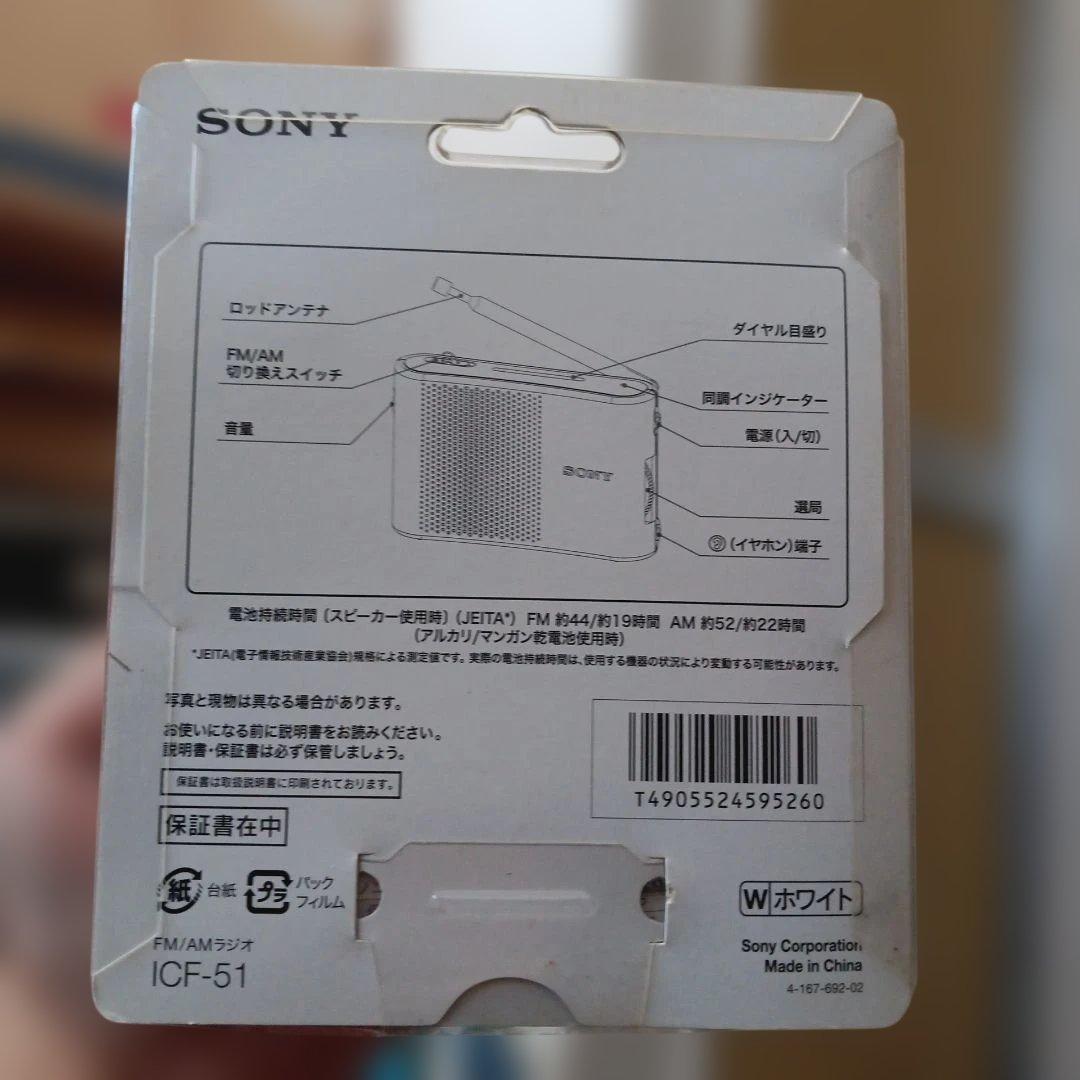 SONY
ロッドアンテナ
FM/AM
切り換えスイッチ
音量
ダイヤル目盛り
同調インジケーター
電源(入/切)
選局
(イヤホン)端子
SONY
電池持続時間〔スピーカー使用時〕(JEITA*) FM 約44/約19時間 AM 約52/約22時間
(アルカリ/マンガン乾電池使用時)
*JEITA(電子情報技術産業協会)規格による測定値です。実際の電池持続時間は、使用する機器の状況により変動する可能性があります。
写真と現物は異なる場合があります。
お使いになる前に説明書をお読みください。
説明書・保証書は必ず保管しましょう。
保証書は取扱説明書に印刷されております。
保証書在中
T4905524595260
紙 台紙
プラ パック
フィルム
W ホワイト
FM/AMラジオ
ICF-51
Sony Corporation
Made in China
4-167-692-02